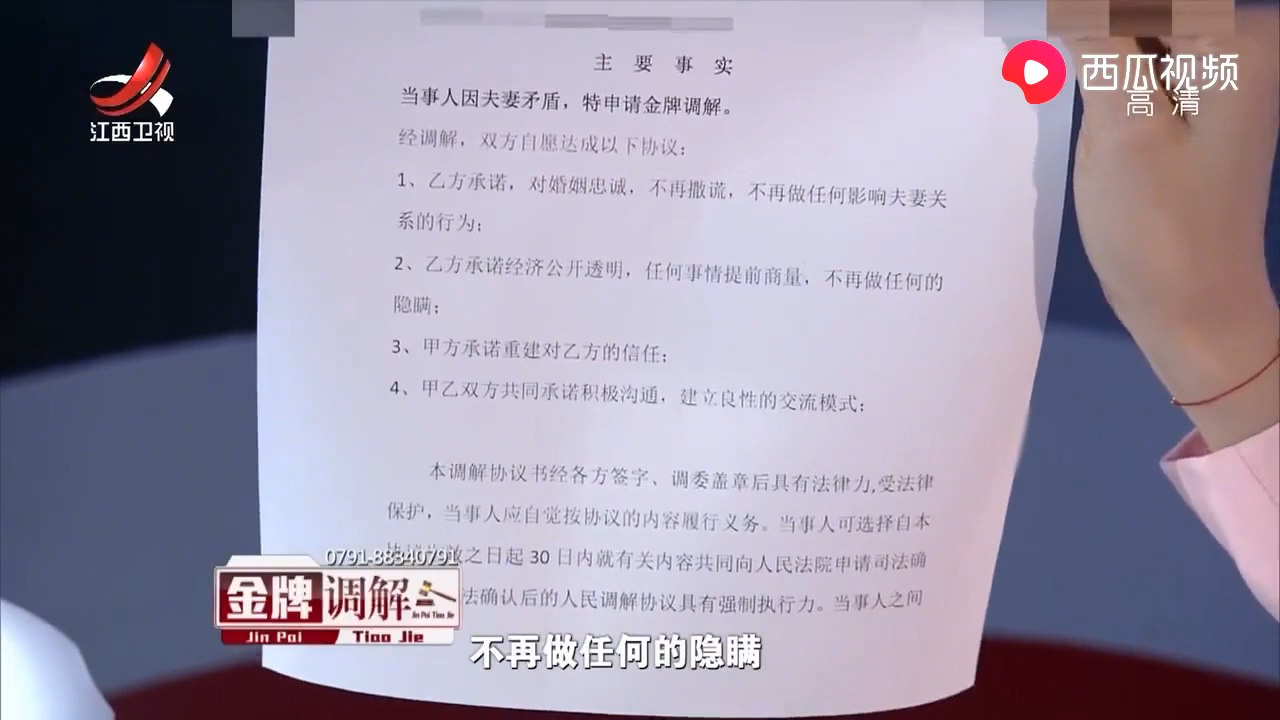 主要事实
当事人因夫妻矛盾，特申请金牌调解。
经调解，双方自愿达成以下协议：
1、乙方承诺，对婚姻忠诚，不再撒谎，不再做任何影响夫妻关
系的行为；
2、乙方承诺经济公开透明，任何事情提前商量，不再做任何的
隐瞒；
3、甲方承诺重建对乙方的信任；
4、甲乙双方共同承诺积极沟通，建立良性的交流模式；
本调解协议书经各方签字、调委盖章后具有法律力,受法律
保护，当事人应自觉按协议的内容履行义务。当事人可选择自本
之日起 30 日内就有关内容共同向人民法院申请司法确
法确认后的人民调解协议具有强制执行力。当事人之间
江西卫视
西瓜视频
高清
0791-88340791
金牌调解
Jin Pai Tiao Jie
Jin Pai Tiao Jie
不再做任何的隐瞒